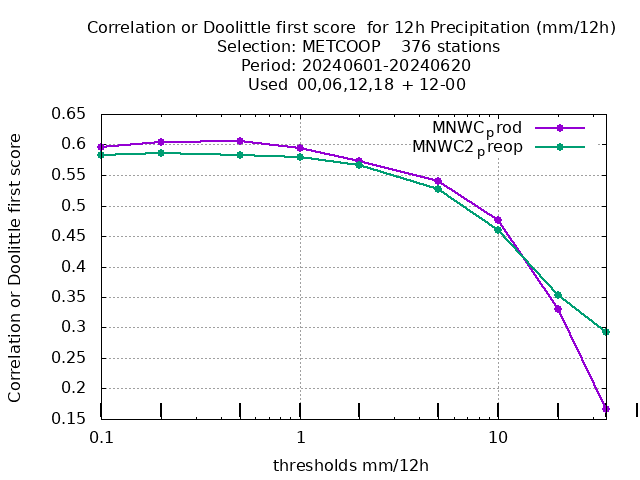 Correlation or Doolittle first score  for 12h Precipitation (mm/12h)
Selection: METCOOP    376 stations
Period: 20240601-20240620
Used  00,06,12,18 + 12-00
MNWCprod
MNWC2preop
Correlation or Doolittle first score
0.65
0.6
0.55
0.5
0.45
0.4
0.35
0.3
0.25
0.2
0.15
0.1 1 10
thresholds mm/12h